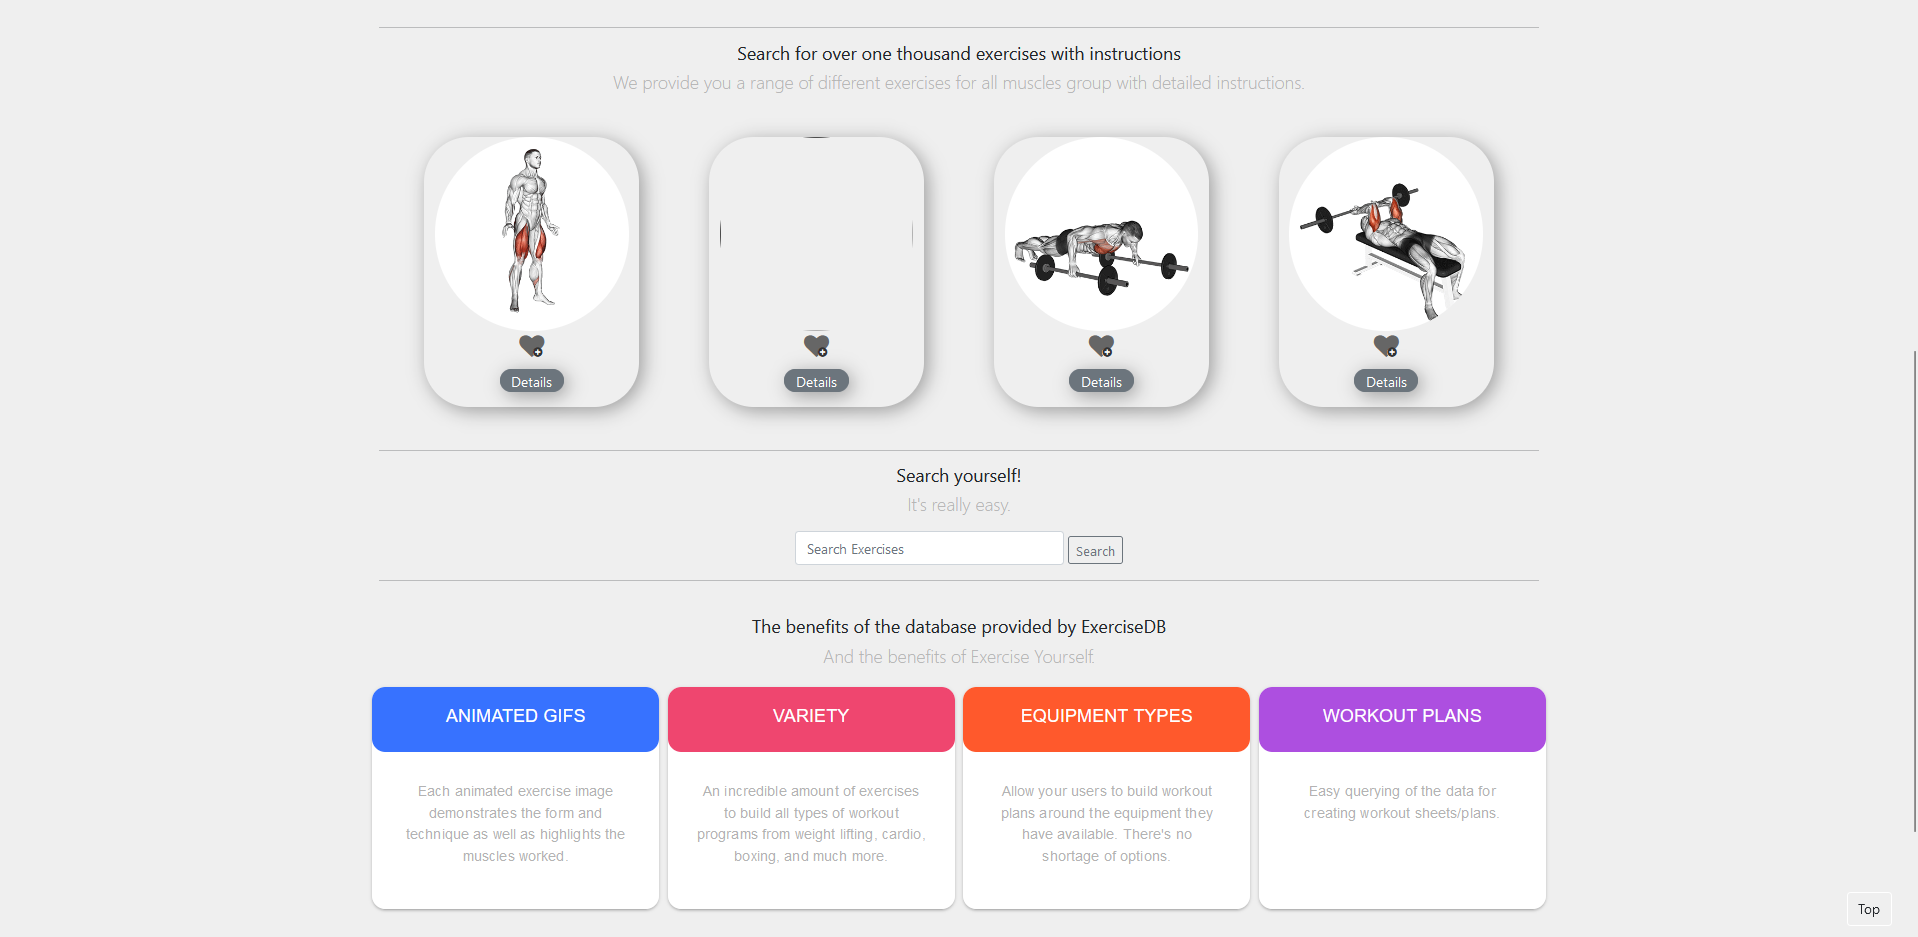 Search for over one thousand exercises with instructions
We provide you a range of different exercises for all muscles group with detailed instructions.
Details
Details
Details
Details
Search yourself!
It's really easy.
Search Exercises
Search
The benefits of the database provided by ExerciseDB
And the benefits of Exercise Yourself.
ANIMATED GIFS
Each animated exercise image
demonstrates the form and
technique as well as highlights the
muscles worked.
VARIETY
An incredible amount of exercises
to build all types of workout
programs from weight lifting, cardio,
boxing, and much more.
EQUIPMENT TYPES
Allow your users to build workout
plans around the equipment they
have available. There's no
shortage of options.
WORKOUT PLANS
Easy querying of the data for
creating workout sheets/plans.
Top